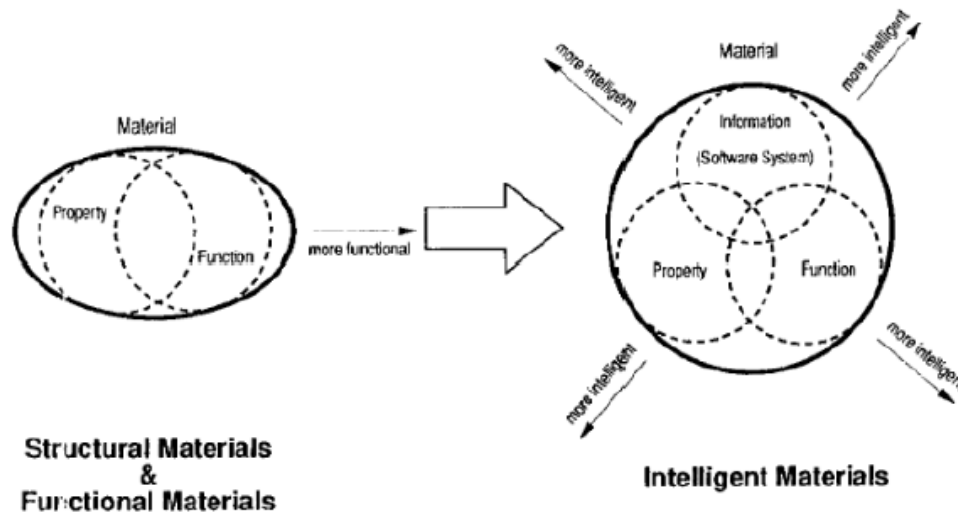 Material
Property
Function
more functional
Structural Materials
&
Functional Materials
more intelligent
Material
more intelligent
Information
(Software System)
Property
Function
more intelligent
more intelligent
Intelligent Materials